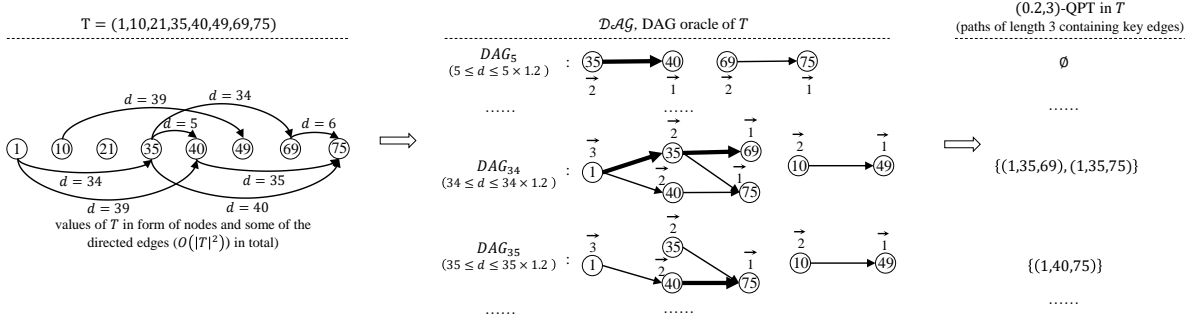 T = (1,10,21,35,40,49,69,75)
d = 39
d = 34
d = 5
d = 6
1 10 21 35 40 49 69 75
d = 34
d = 35
d = 39
d = 40
values of T in form of nodes and some of the
directed edges (O(|T|²) in total)
𝒟𝒜𝒢, DAG oracle of T
DAG₅ : 35 40 69 75
(5 ≤ d ≤ 5 × 1.2)
2 1 2 1
...... ......
3 2 1 2 1
DAG₃₄ : 1 35 69 10 49
(34 ≤ d ≤ 34 × 1.2)
2 40 1 75
3 2 2 1
DAG₃₅ : 1 35 10 49
(35 ≤ d ≤ 35 × 1.2)
2 40 1 75
...... ......
(0.2,3)-QPT in T
(paths of length 3 containing key edges)
∅
......
{(1,35,69), (1,35,75)}
{(1,40,75)}
......